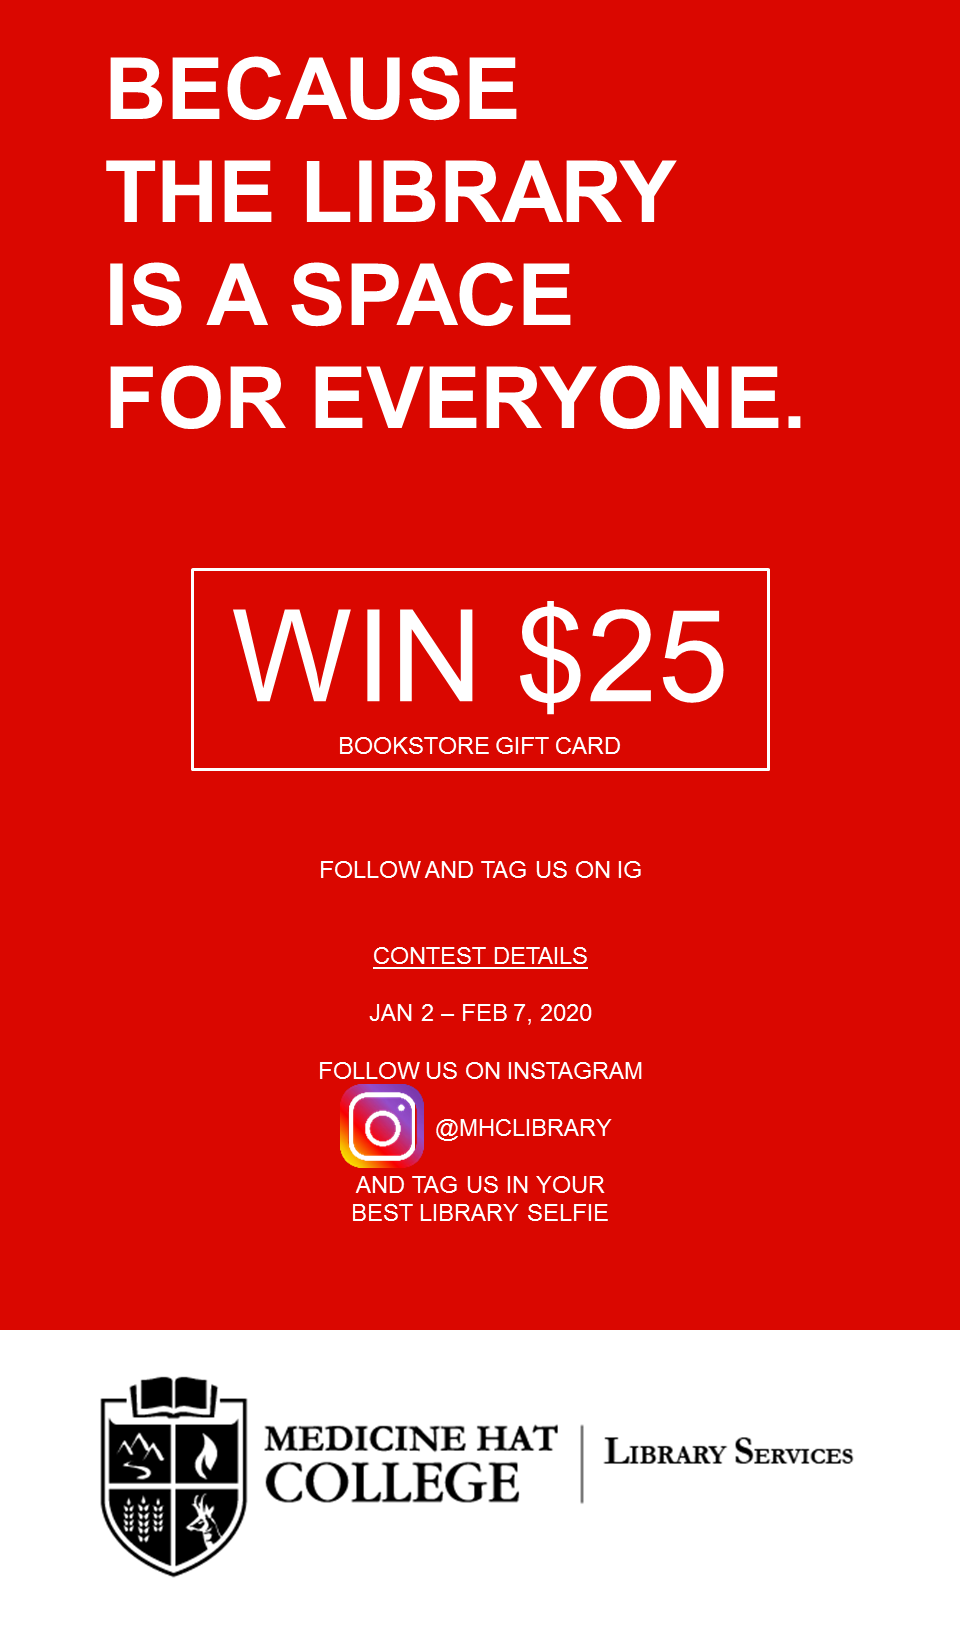 BECAUSE
THE LIBRARY
IS A SPACE
FOR EVERYONE.
WIN $25
BOOKSTORE GIFT CARD
FOLLOW AND TAG US ON IG
CONTEST DETAILS
JAN 2 – FEB 7, 2020
FOLLOW US ON INSTAGRAM
@MHCLIBRARY
AND TAG US IN YOUR
BEST LIBRARY SELFIE
MEDICINE HAT
COLLEGE
LIBRARY SERVICES